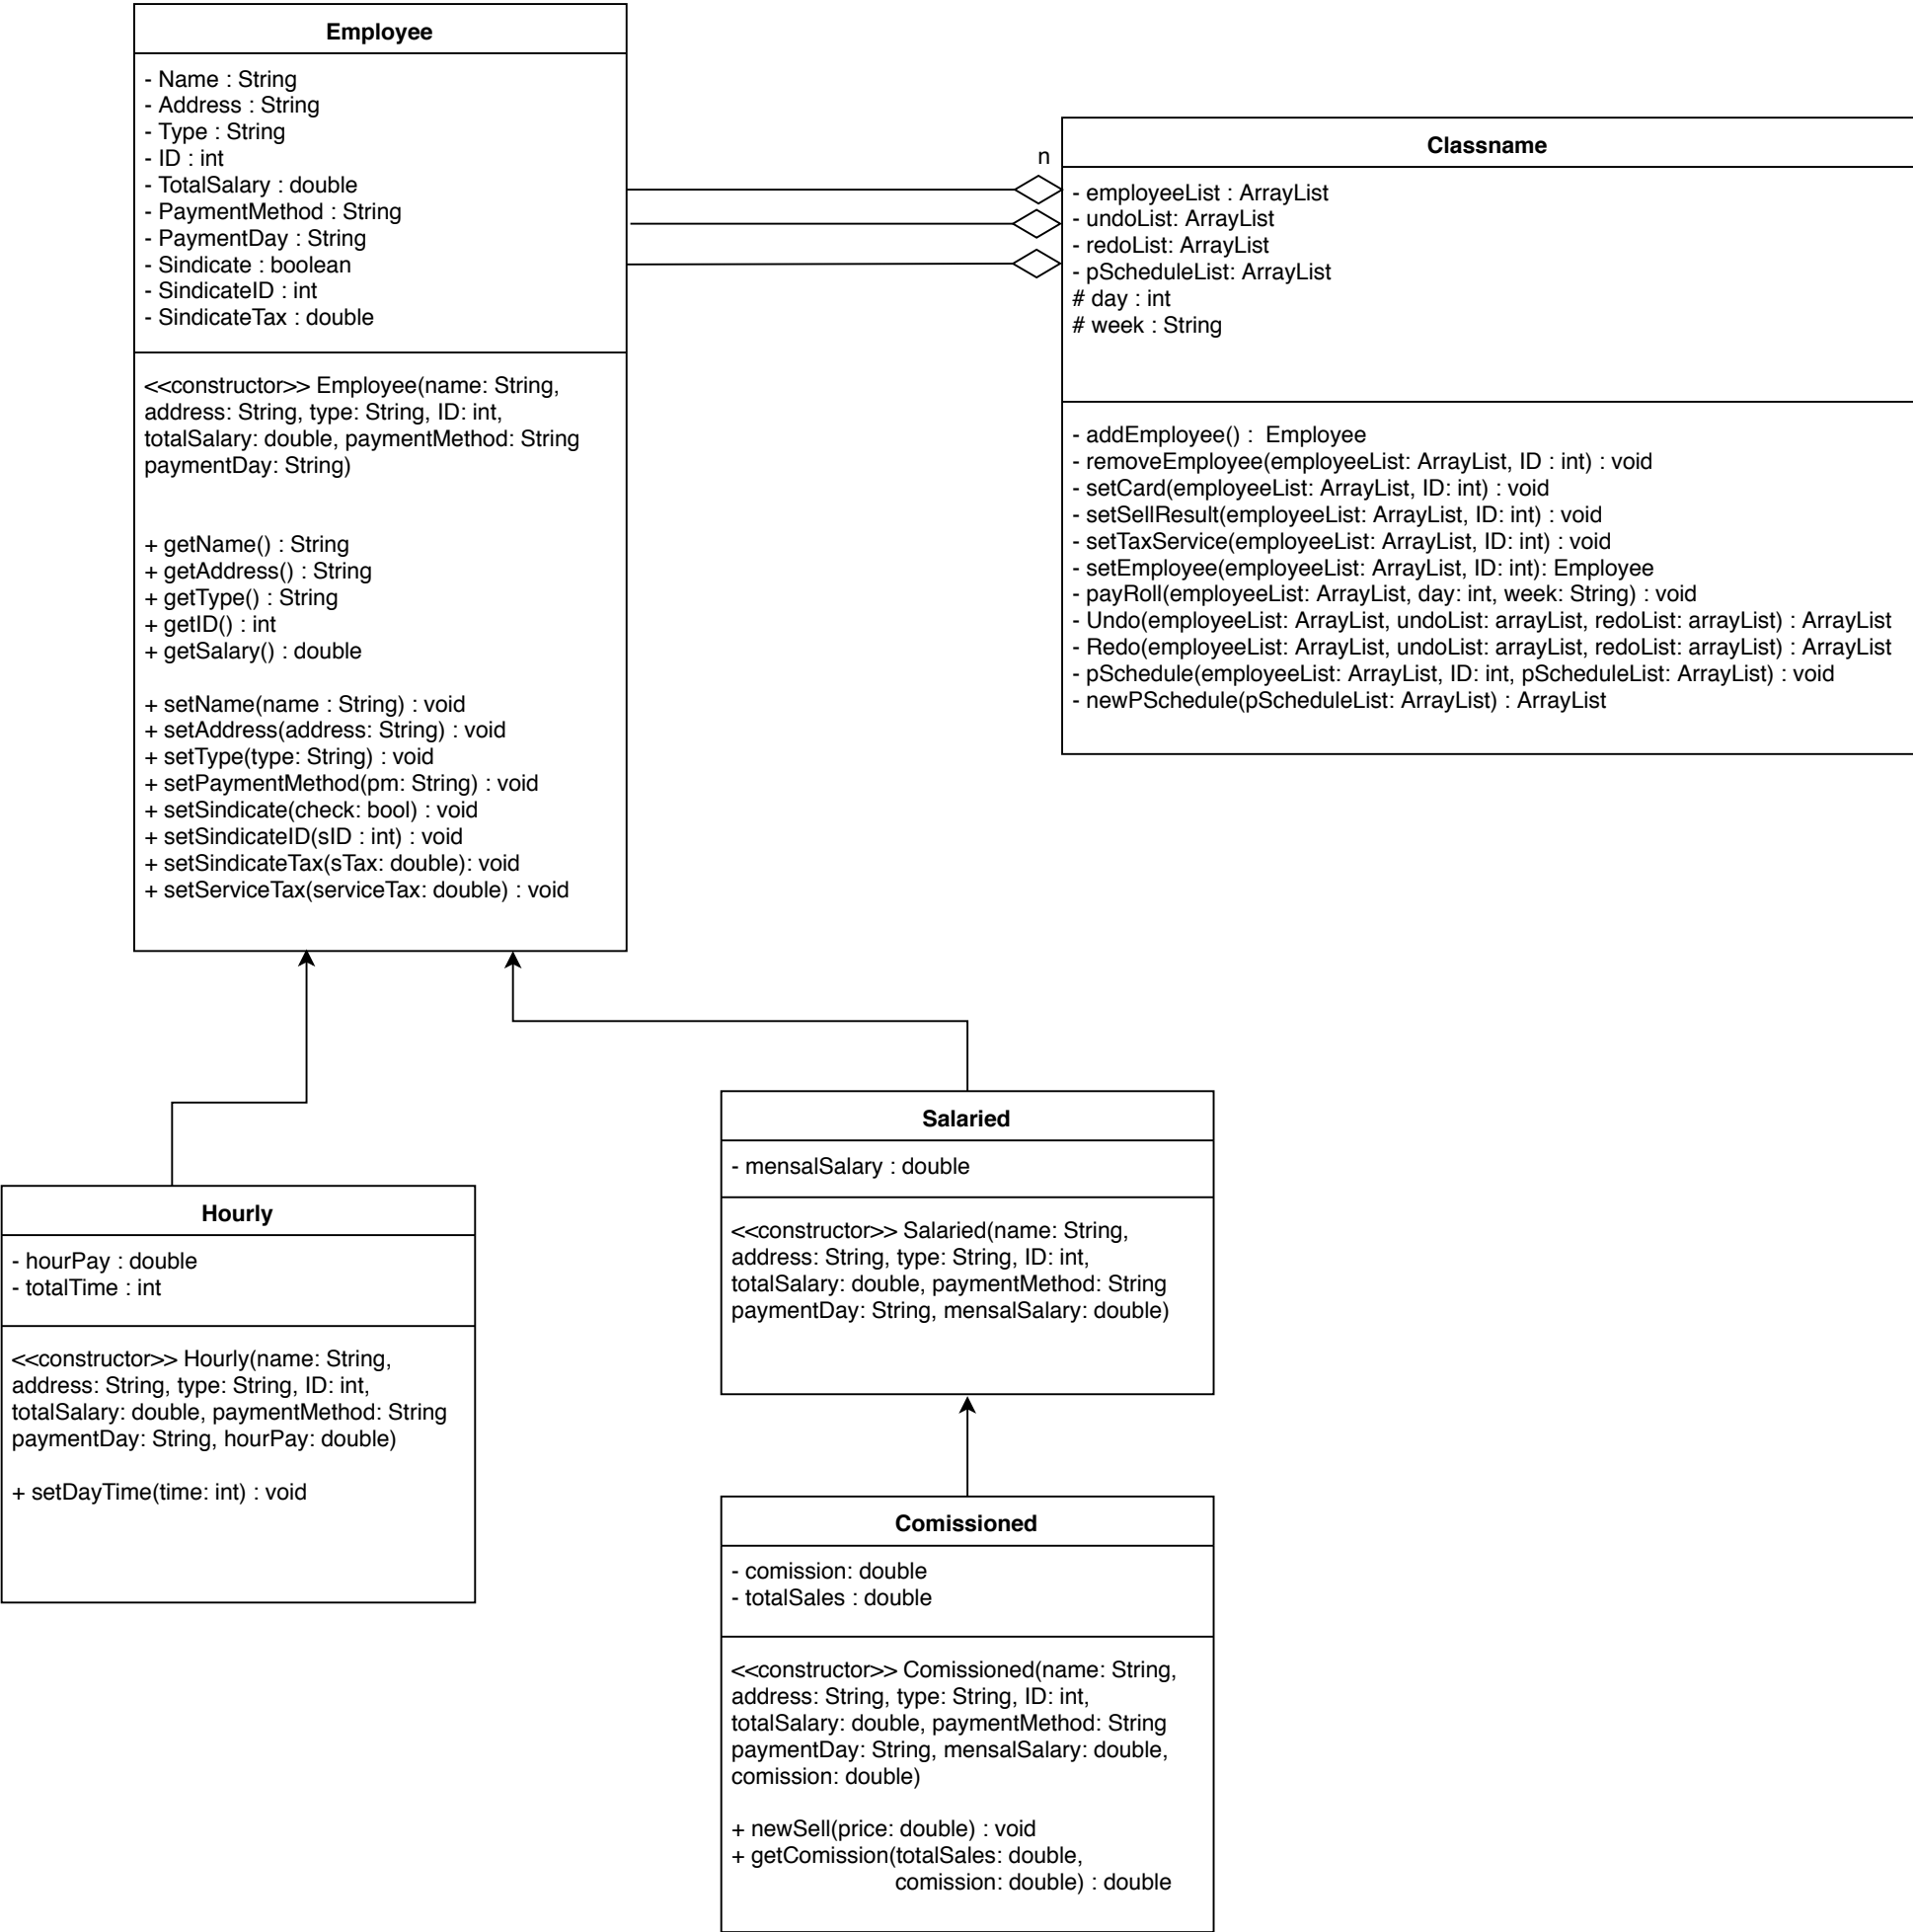 Employee
- Name : String
- Address : String
- Type : String
- ID : int
- TotalSalary : double
- PaymentMethod : String
- PaymentDay : String
- Sindicate : boolean
- SindicateID : int
- SindicateTax : double
<<constructor>> Employee(name: String,
address: String, type: String, ID: int,
totalSalary: double, paymentMethod: String
paymentDay: String)
+ getName() : String
+ getAddress() : String
+ getType() : String
+ getID() : int
+ getSalary() : double
+ setName(name : String) : void
+ setAddress(address: String) : void
+ setType(type: String) : void
+ setPaymentMethod(pm: String) : void
+ setSindicate(check: bool) : void
+ setSindicateID(sID : int) : void
+ setSindicateTax(sTax: double): void
+ setServiceTax(serviceTax: double) : void
n
Classname
- employeeList : ArrayList
- undoList: ArrayList
- redoList: ArrayList
- pScheduleList: ArrayList
# day : int
# week : String
- addEmployee() :  Employee
- removeEmployee(employeeList: ArrayList, ID : int) : void
- setCard(employeeList: ArrayList, ID: int) : void
- setSellResult(employeeList: ArrayList, ID: int) : void
- setTaxService(employeeList: ArrayList, ID: int) : void
- setEmployee(employeeList: ArrayList, ID: int): Employee
- payRoll(employeeList: ArrayList, day: int, week: String) : void
- Undo(employeeList: ArrayList, undoList: arrayList, redoList: arrayList) : ArrayList
- Redo(employeeList: ArrayList, undoList: arrayList, redoList: arrayList) : ArrayList
- pSchedule(employeeList: ArrayList, ID: int, pScheduleList: ArrayList) : void
- newPSchedule(pScheduleList: ArrayList) : ArrayList
Hourly
- hourPay : double
- totalTime : int
<<constructor>> Hourly(name: String,
address: String, type: String, ID: int,
totalSalary: double, paymentMethod: String
paymentDay: String, hourPay: double)
+ setDayTime(time: int) : void
Salaried
- mensalSalary : double
<<constructor>> Salaried(name: String,
address: String, type: String, ID: int,
totalSalary: double, paymentMethod: String
paymentDay: String, mensalSalary: double)
Comissioned
- comission: double
- totalSales : double
<<constructor>> Comissioned(name: String,
address: String, type: String, ID: int,
totalSalary: double, paymentMethod: String
paymentDay: String, mensalSalary: double,
comission: double)
+ newSell(price: double) : void
+ getComission(totalSales: double,
comission: double) : double